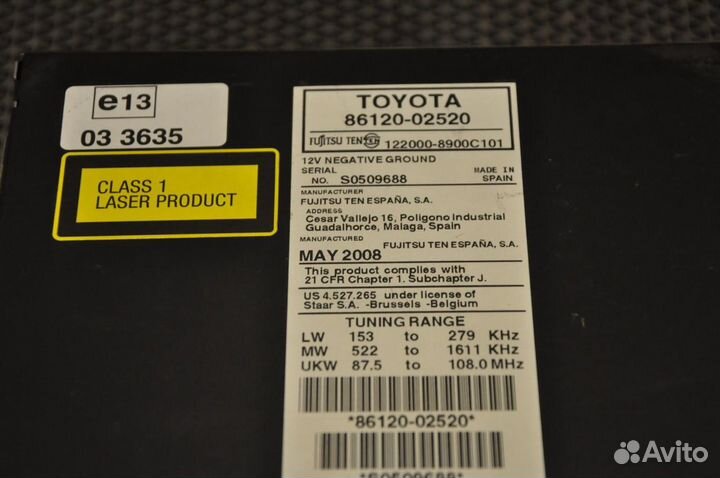 e13
03 3635
CLASS 1
LASER PRODUCT
TOYOTA
86120-02520
FUJITSU TEN 122000-8900C101
12V NEGATIVE GROUND
SERIAL MADE IN
NO. S0509688 SPAIN
MANUFACTURER
FUJITSU TEN ESPAÑA, S.A.
ADDRESS
Cesar Vallejo 16, Poligono Industrial
Guadalhorce, Malaga, Spain
MANUFACTURED FUJITSU TEN ESPAÑA, S.A.
MAY 2008
This product complies with
21 CFR Chapter 1. Subchapter J.
US 4.527.265 under license of
Staar S.A. -Brussels -Belgium
TUNING RANGE
LW 153 to 279 KHz
MW 522 to 1611 KHz
UKW 87.5 to 108.0 MHz
*86120-02520*
*S0509688*
Avito